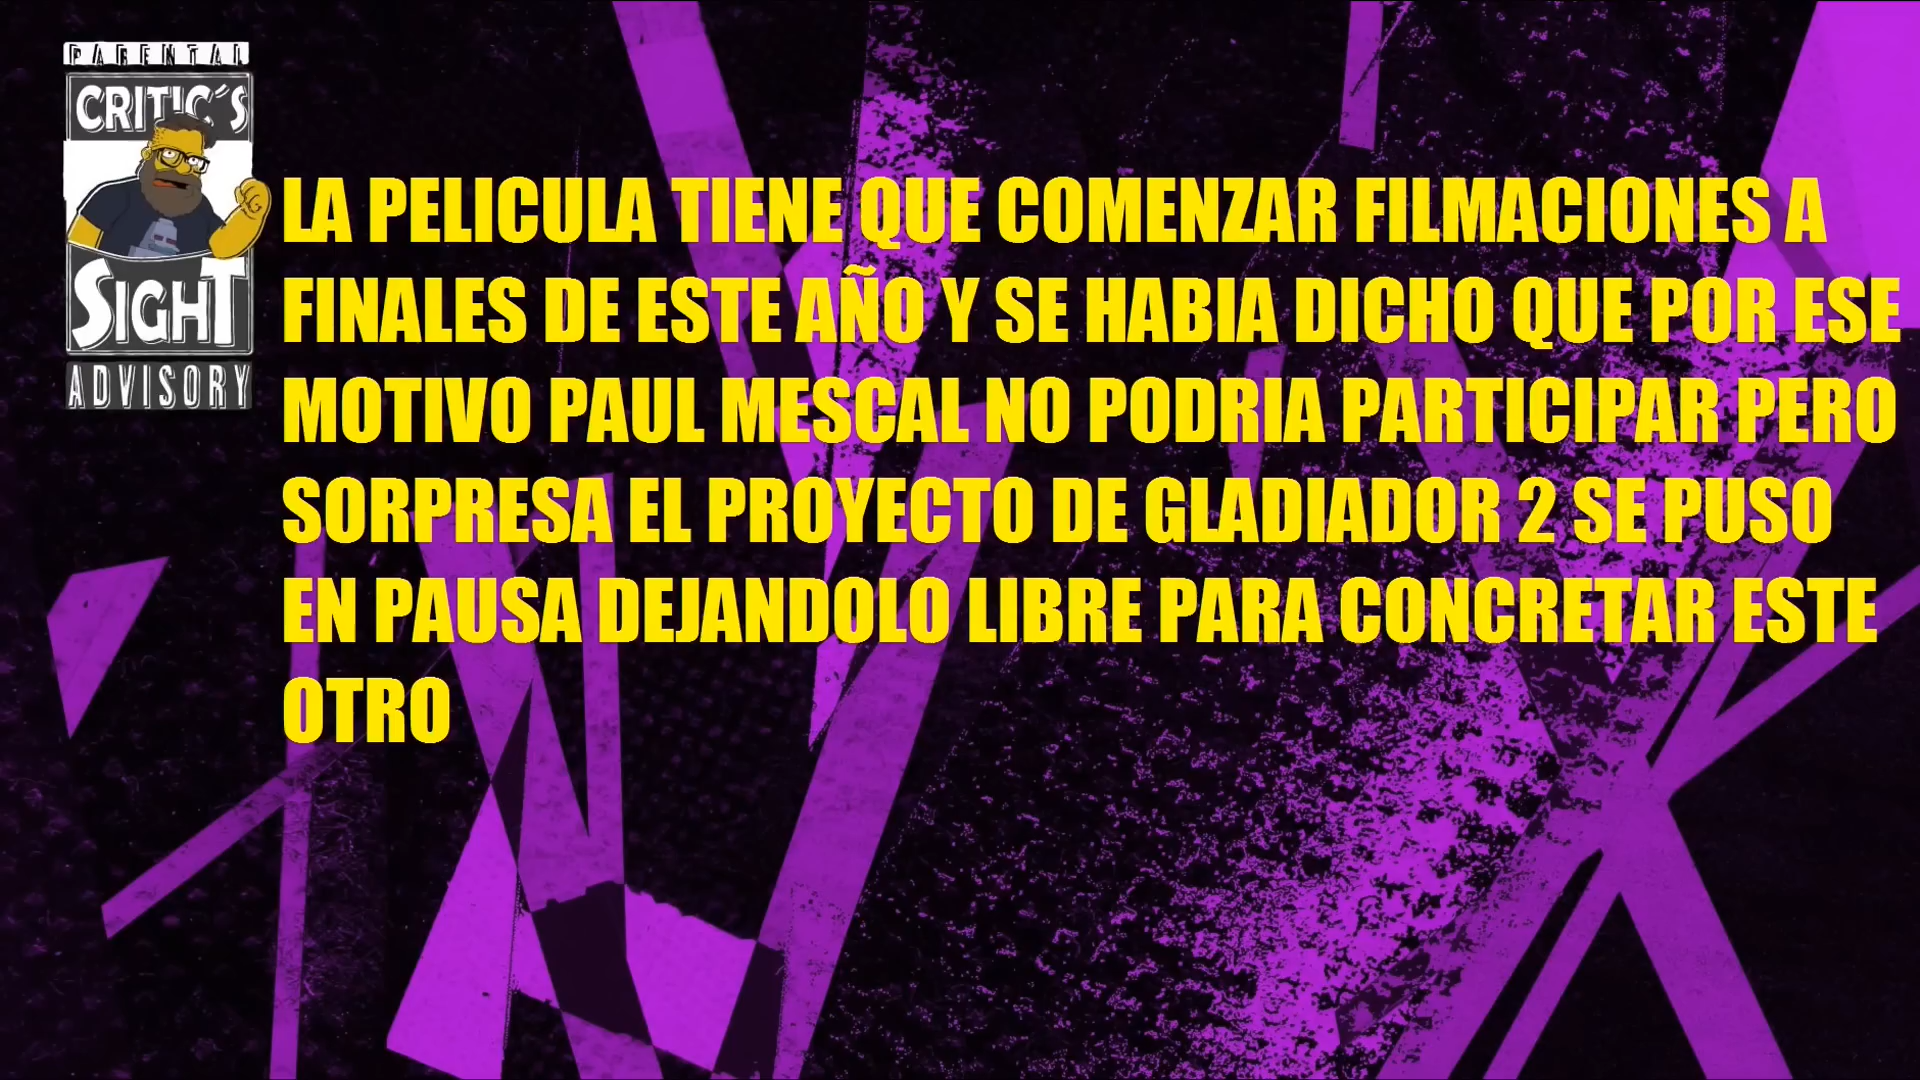 PARENTAL
CRITIC´S
SIGHT
ADVISORY
LA PELICULA TIENE QUE COMENZAR FILMACIONES A
FINALES DE ESTE AÑO Y SE HABIA DICHO QUE POR ESE
MOTIVO PAUL MESCAL NO PODRIA PARTICIPAR PERO
SORPRESA EL PROYECTO DE GLADIADOR 2 SE PUSO
EN PAUSA DEJANDOLO LIBRE PARA CONCRETAR ESTE
OTRO